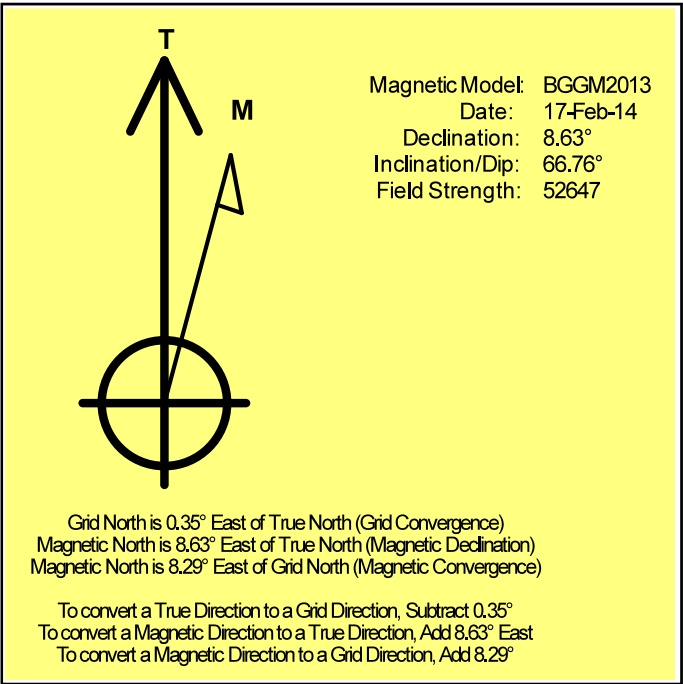 T
M
Magnetic Model: BGGM2013
Date: 17-Feb-14
Declination: 8.63°
Inclination/Dip: 66.76°
Field Strength: 52647
Grid North is 0.35° East of True North (Grid Convergence)
Magnetic North is 8.63° East of True North (Magnetic Declination)
Magnetic North is 8.29° East of Grid North (Magnetic Convergence)
To convert a True Direction to a Grid Direction, Subtract 0.35°
To convert a Magnetic Direction to a True Direction, Add 8.63° East
To convert a Magnetic Direction to a Grid Direction, Add 8.29°